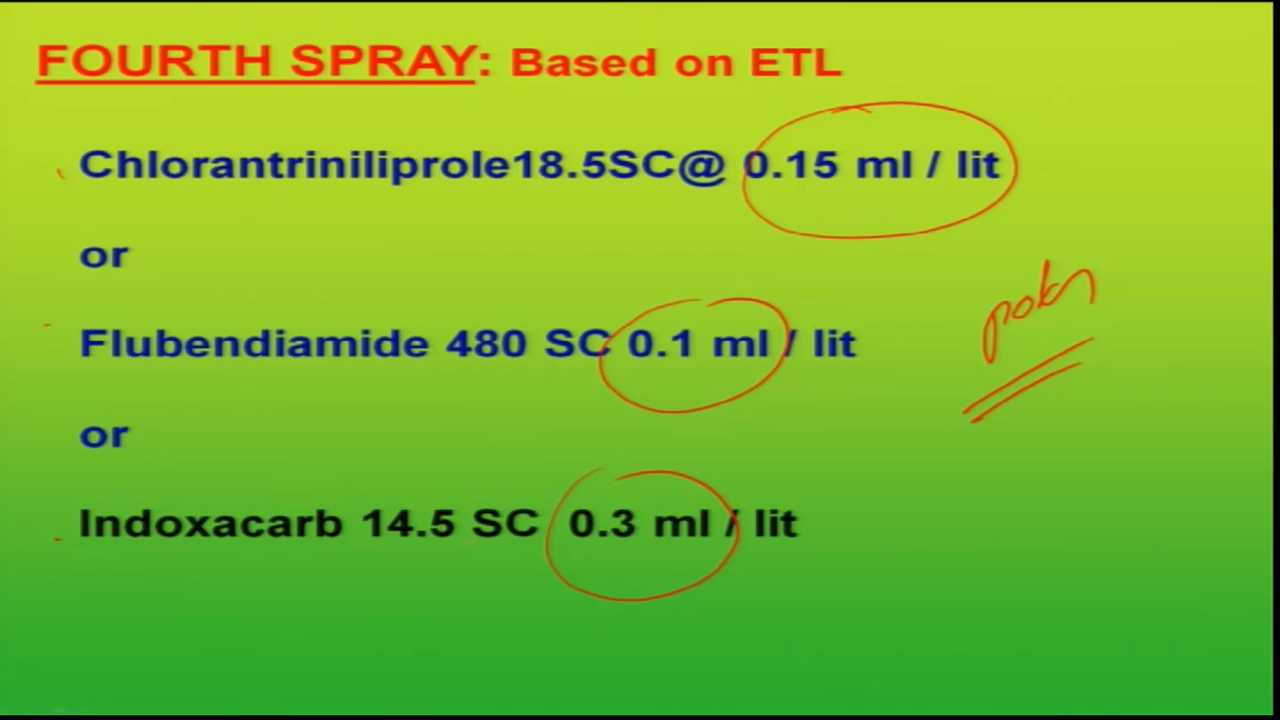 FOURTH SPRAY: Based on ETL
Chlorantriniliprole18.5SC@ 0.15 ml / lit
or
Flubendiamide 480 SC 0.1 ml / lit
or
Indoxacarb 14.5 SC 0.3 ml / lit